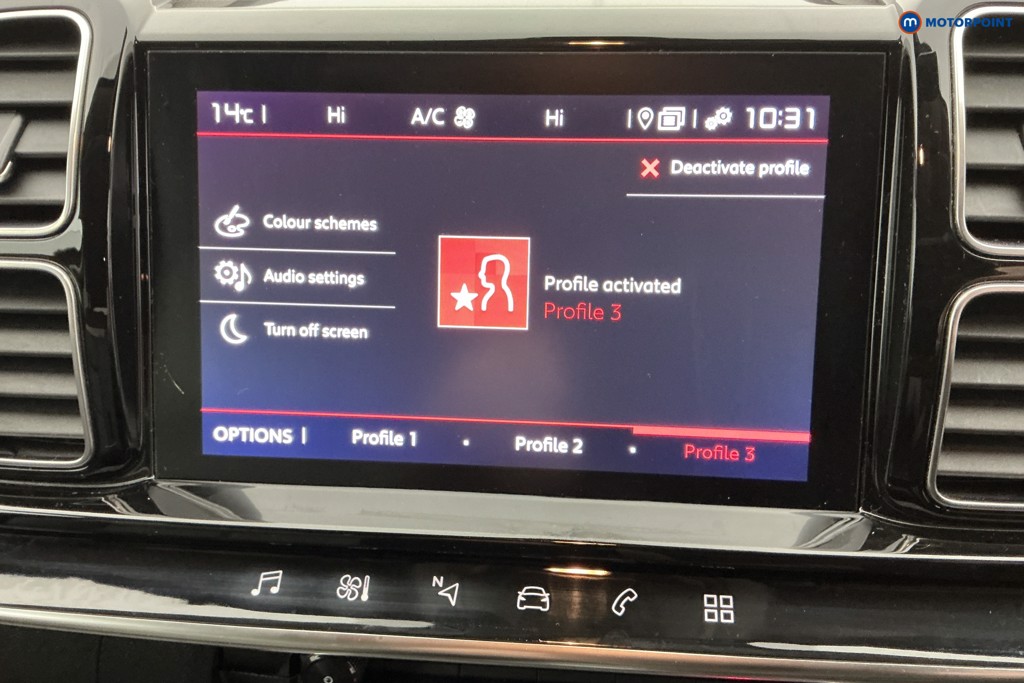 MOTORPOINT
14°C Hi A/C Hi 10:31
Deactivate profile
Colour schemes
Audio settings
Turn off screen
Profile activated
Profile 3
OPTIONS Profile 1 Profile 2 Profile 3
N